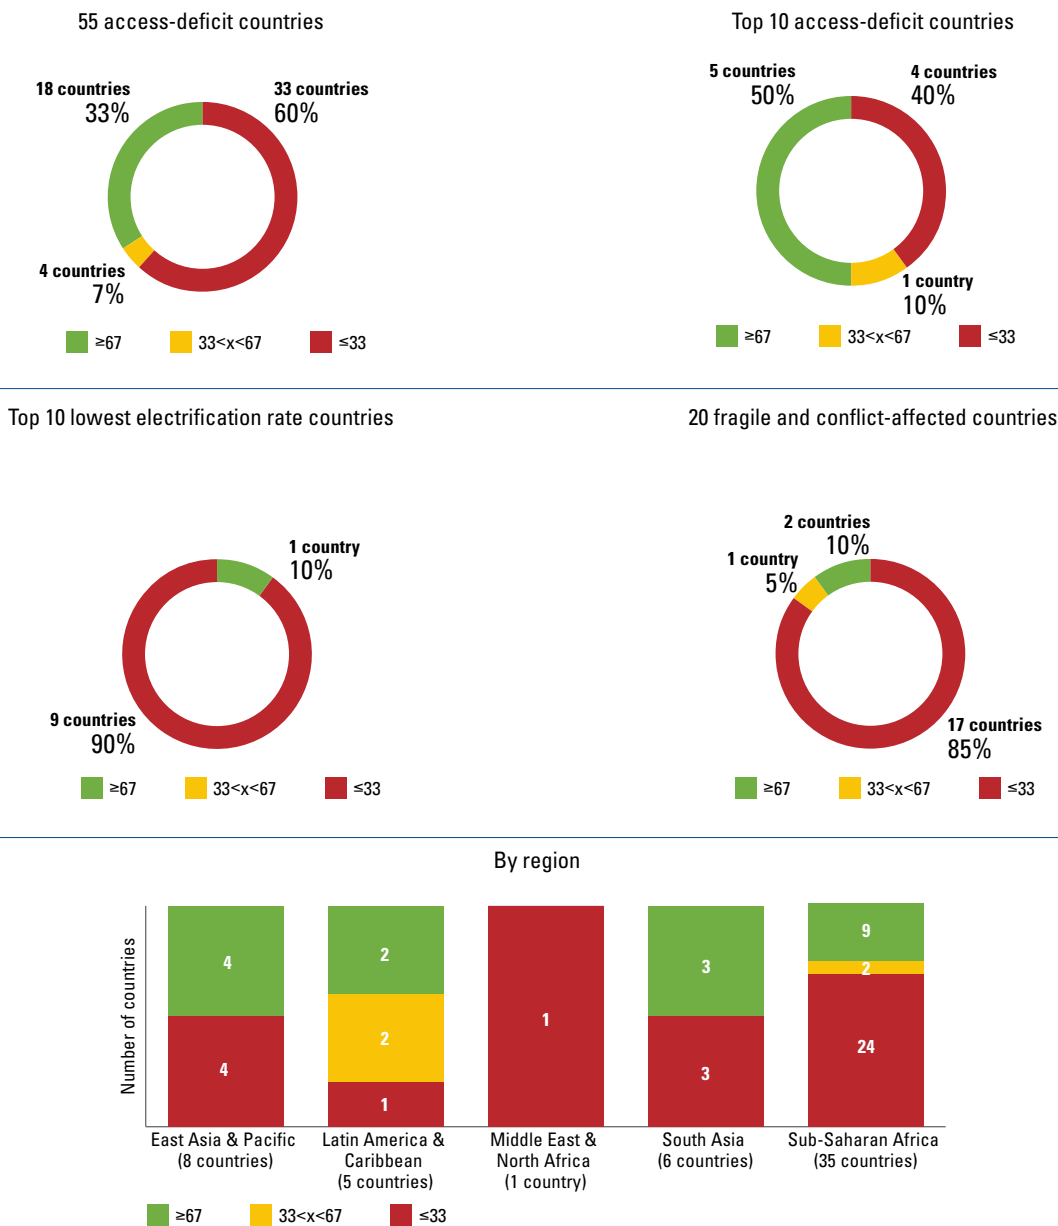 55 access-deficit countries
18 countries
33%
33 countries
60%
4 countries
7%
≥67
33<x<67
≤33
Top 10 access-deficit countries
5 countries
50%
4 countries
40%
1 country
10%
≥67
33<x<67
≤33
Top 10 lowest electrification rate countries
1 country
10%
9 countries
90%
≥67
33<x<67
≤33
20 fragile and conflict-affected countries
2 countries
10%
1 country
5%
17 countries
85%
≥67
33<x<67
≤33
By region
Number of countries
4
4
2
2
1
1
3
3
9
2
24
East Asia & Pacific
(8 countries)
Latin America &
Caribbean
(5 countries)
Middle East &
North Africa
(1 country)
South Asia
(6 countries)
Sub-Saharan Africa
(35 countries)
≥67
33<x<67
≤33